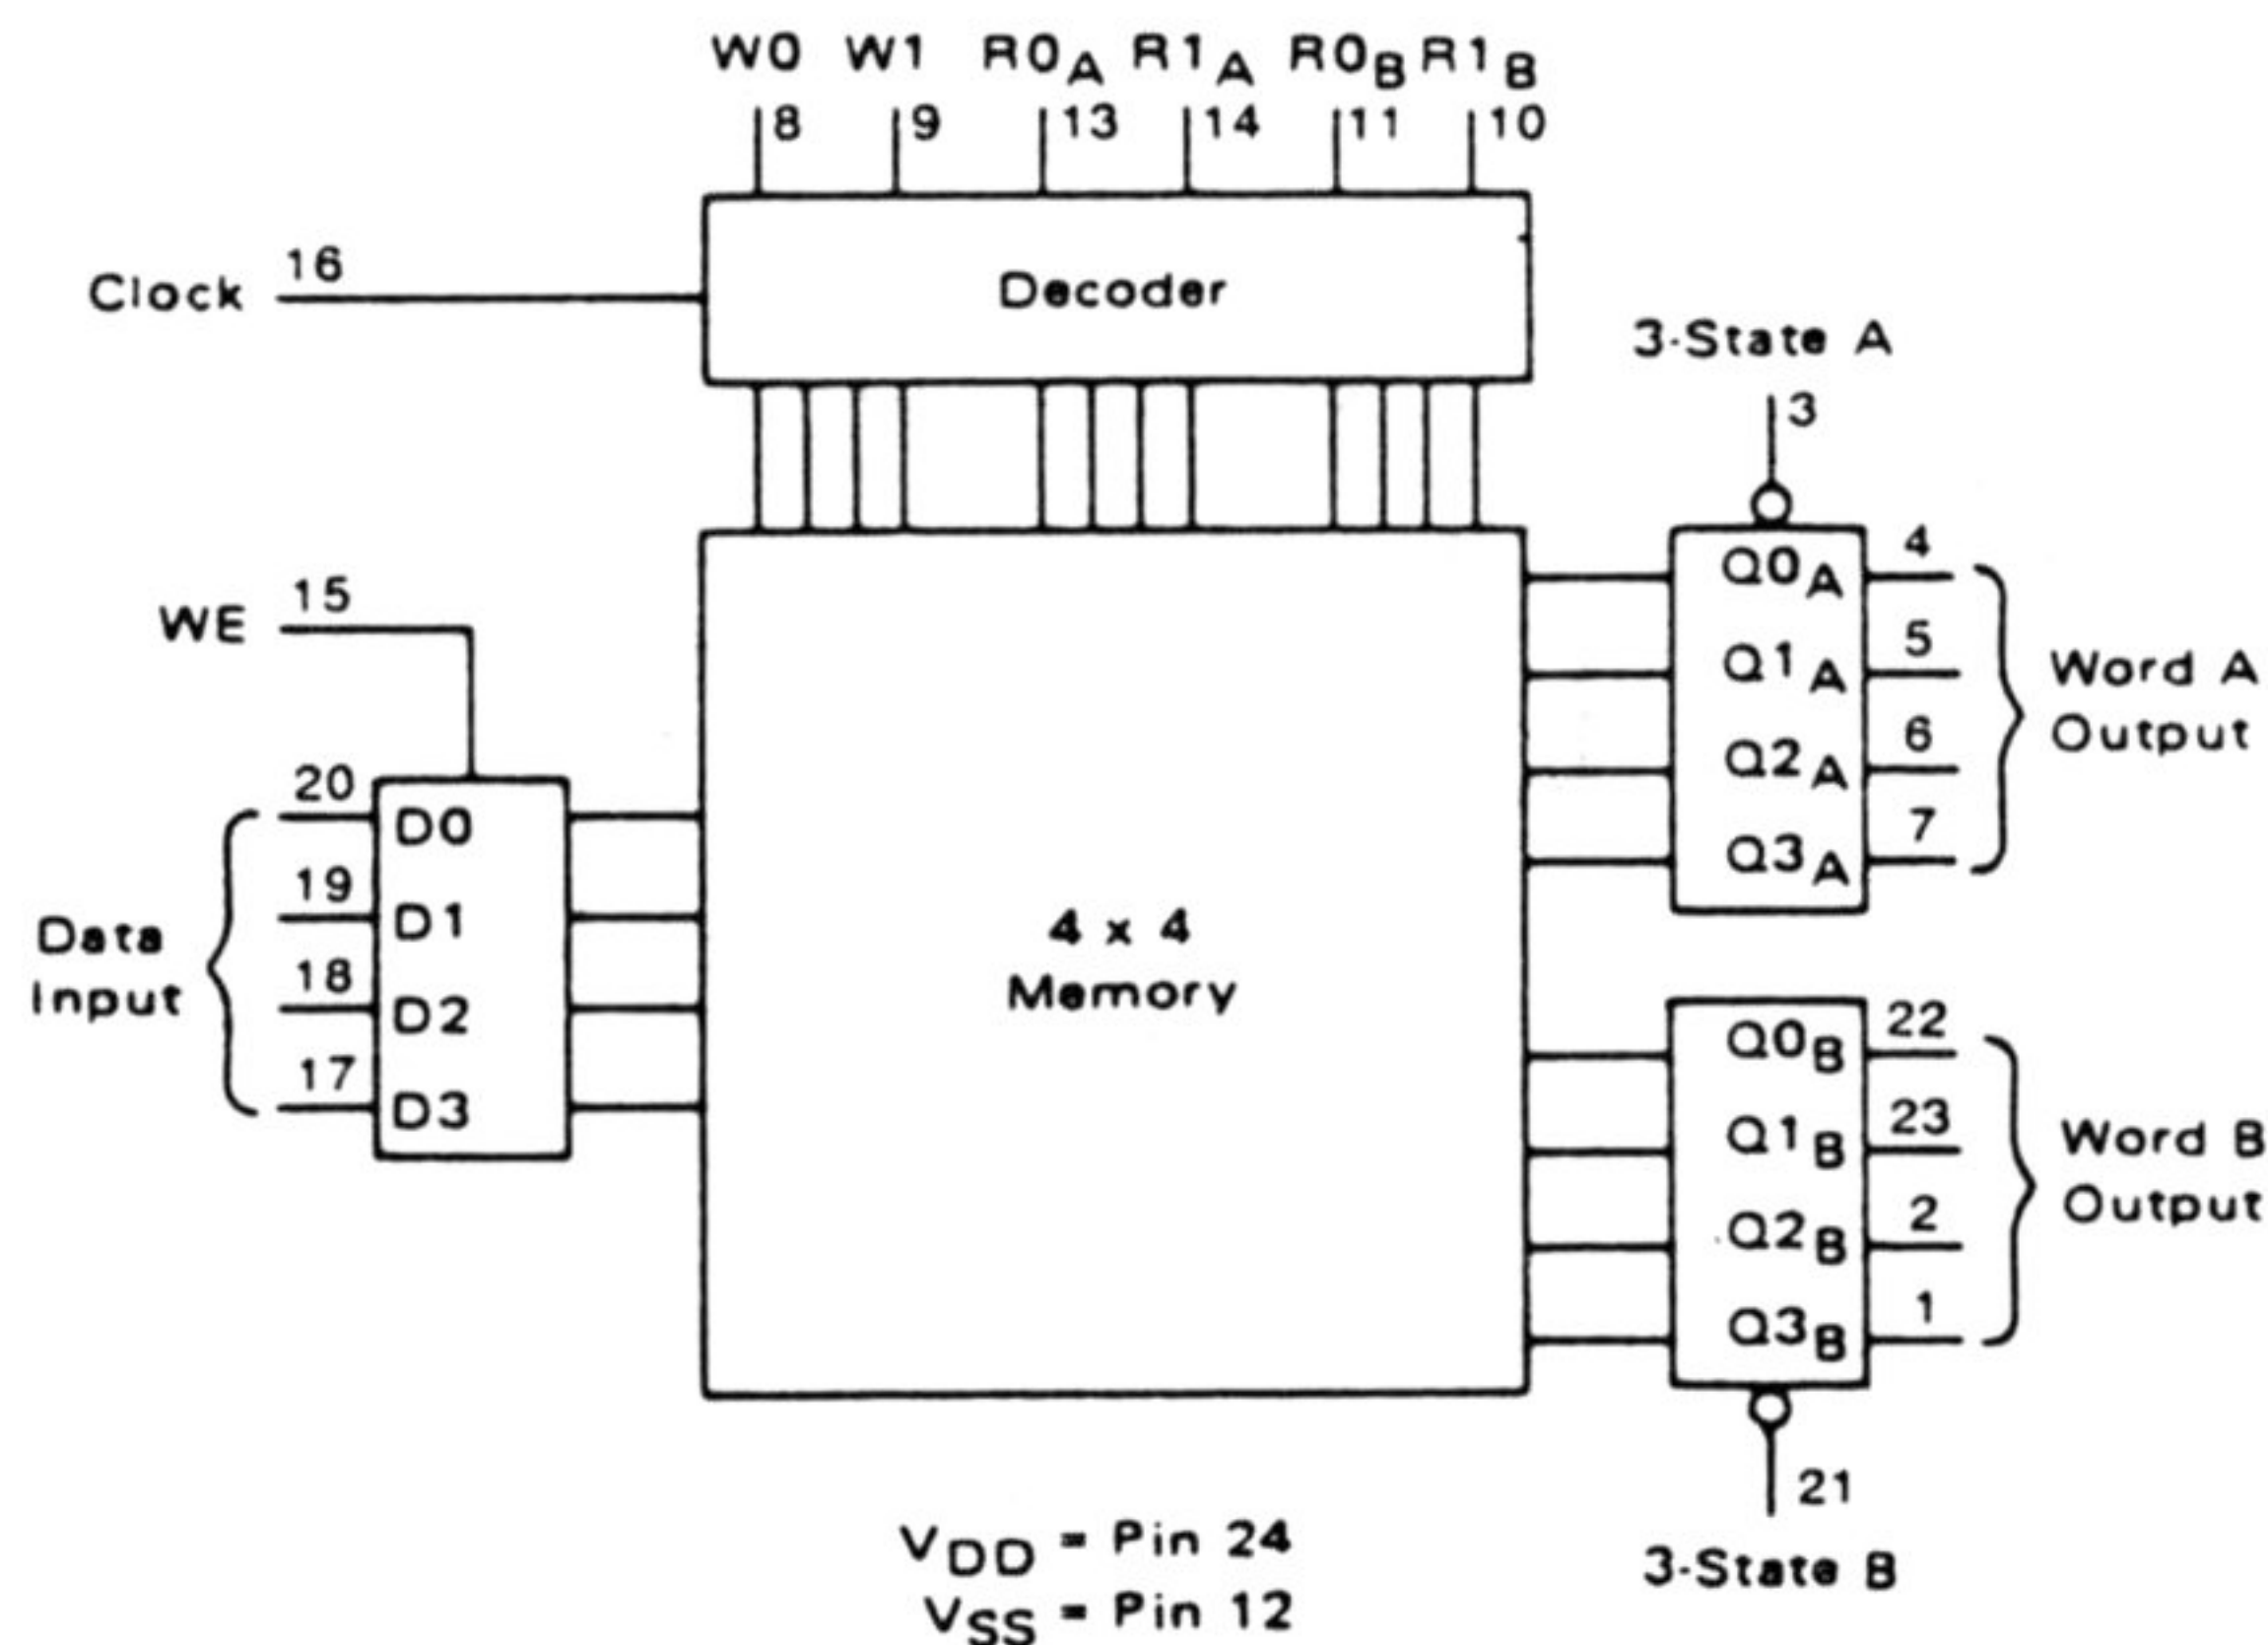 W0 W1 R0A R1A R0B R1B
8 9 13 14 11 10
Clock 16
Decoder
3-State A
3
WE 15
Q0A 4
Q1A 5
Q2A 6
Q3A 7
Word A
Output
20 D0
19 D1
18 D2
17 D3
Data
Input
4 x 4
Memory
Q0B 22
Q1B 23
Q2B 2
Q3B 1
Word B
Output
21
3-State B
VDD = Pin 24
VSS = Pin 12